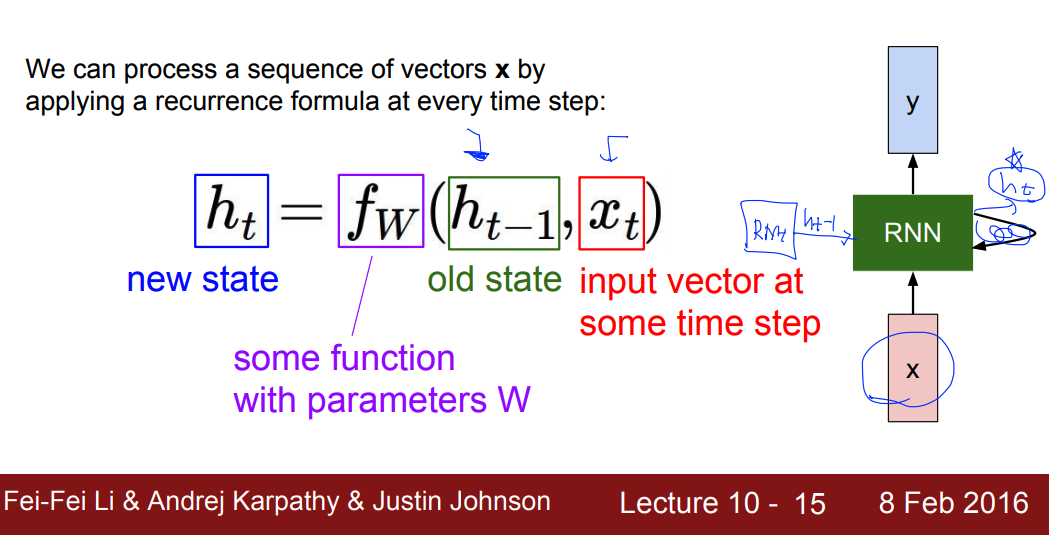 We can process a sequence of vectors x by
applying a recurrence formula at every time step:
y
h_t
h_t = f_W(h_{t-1}, x_t)
RNN
h_{t-1}
RNN
new state
old state
input vector at
some time step
some function
with parameters W
x
Fei-Fei Li & Andrej Karpathy & Justin Johnson
Lecture 10 - 15
8 Feb 2016